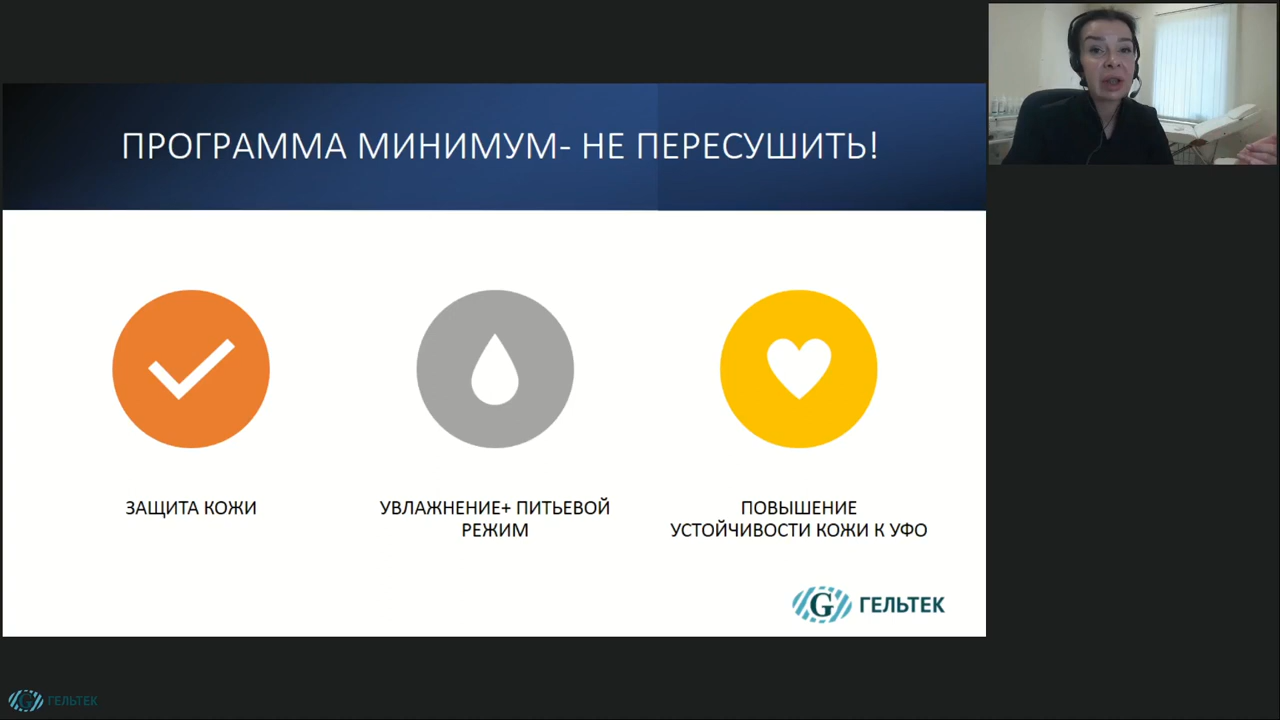 ПРОГРАММА МИНИМУМ- НЕ ПЕРЕСУШИТЬ!
ЗАЩИТА КОЖИ
УВЛАЖНЕНИЕ+ ПИТЬЕВОЙ
РЕЖИМ
ПОВЫШЕНИЕ
УСТОЙЧИВОСТИ КОЖИ К УФО
G ГЕЛЬТЕК
G ГЕЛЬТЕК